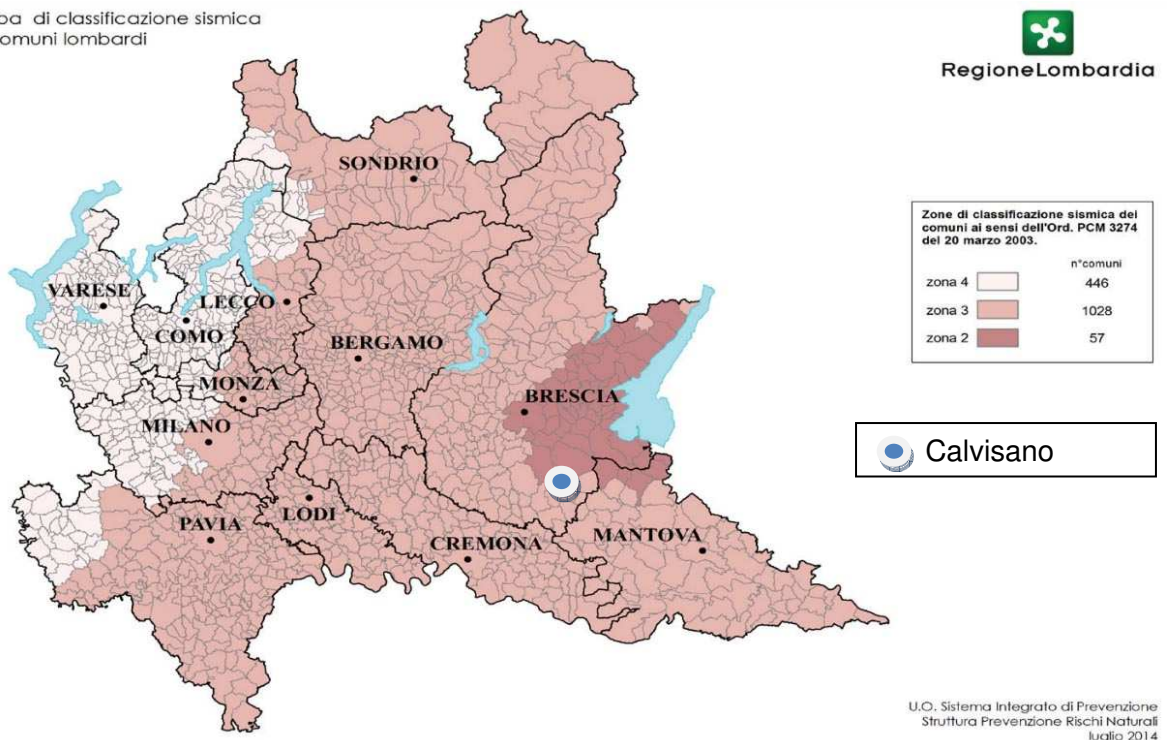 di classificazione sismica
omuni lombardi
RegioneLombardia
SONDRIO
Zone di classificazione sismica dei
comuni ai sensi dell'Ord. PCM 3274
del 20 marzo 2003.
n°comuni
zona 4 446
zona 3 1028
zona 2 57
VARESE
LECCO
COMO
BERGAMO
MONZA
BRESCIA
MILANO
Calvisano
PAVIA
LODI
CREMONA
MANTOVA
U.O. Sistema Integrato di Prevenzione
Struttura Prevenzione Rischi Naturali
luglio 2014